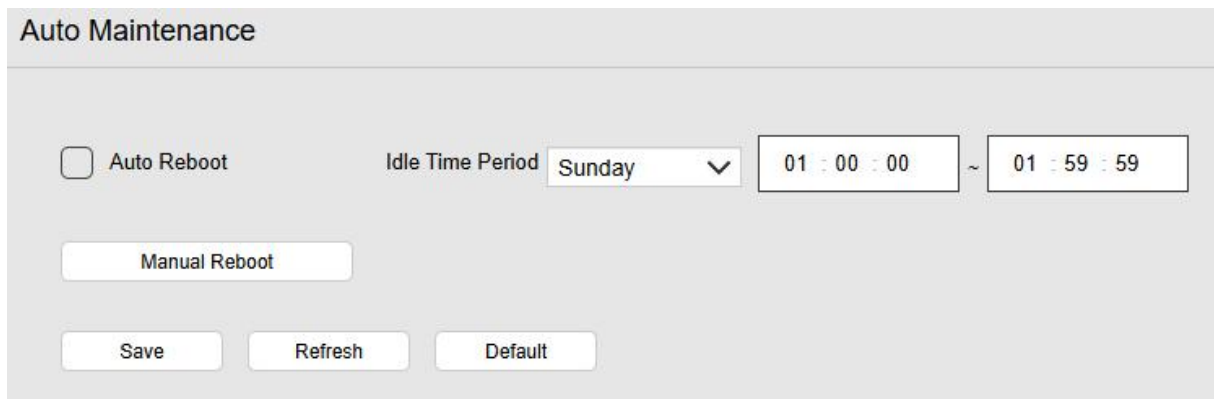 Auto Maintenance
Auto Reboot Idle Time Period Sunday 01 : 00 : 00 ~ 01 : 59 : 59
Manual Reboot
Save Refresh Default